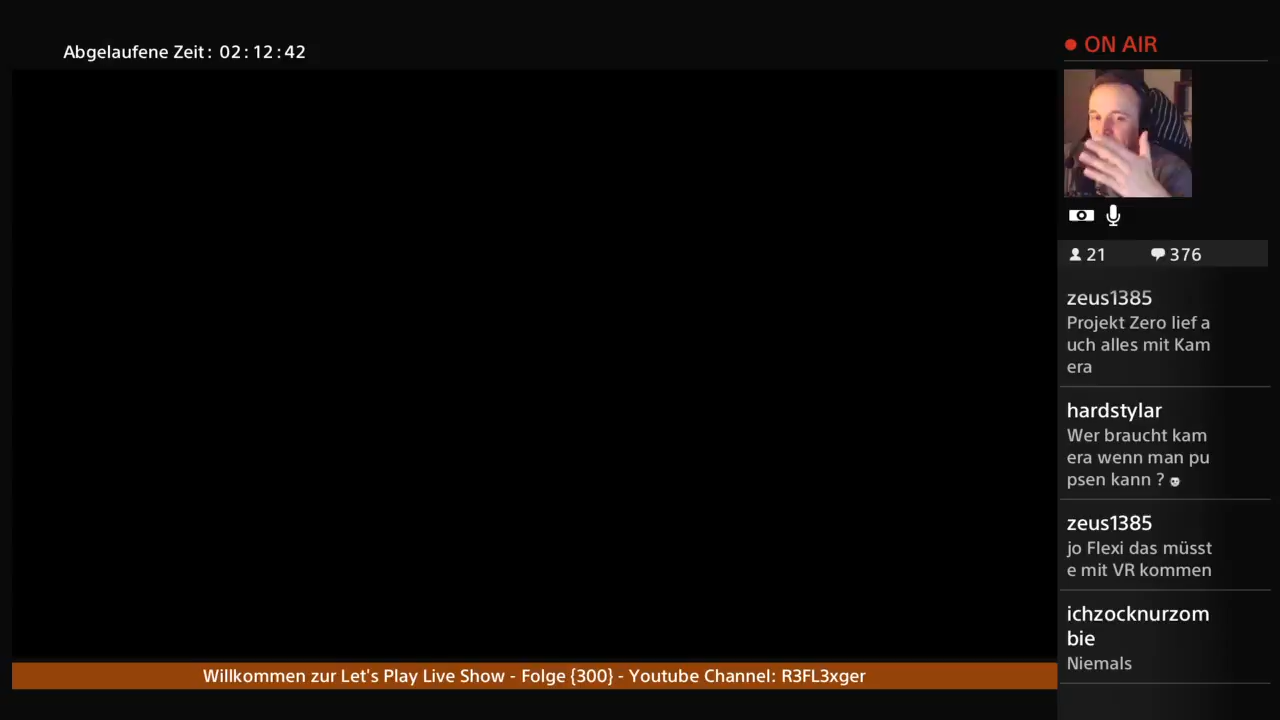 Abgelaufene Zeit: 02:12:42
ON AIR
21 376
zeus1385
Projekt Zero lief a
uch alles mit Kam
era
hardstylar
Wer braucht kam
era wenn man pu
psen kann ?
zeus1385
jo Flexi das müsst
e mit VR kommen
ichzocknurzom
bie
Niemals
Willkommen zur Let's Play Live Show - Folge {300} - Youtube Channel: R3FL3xger